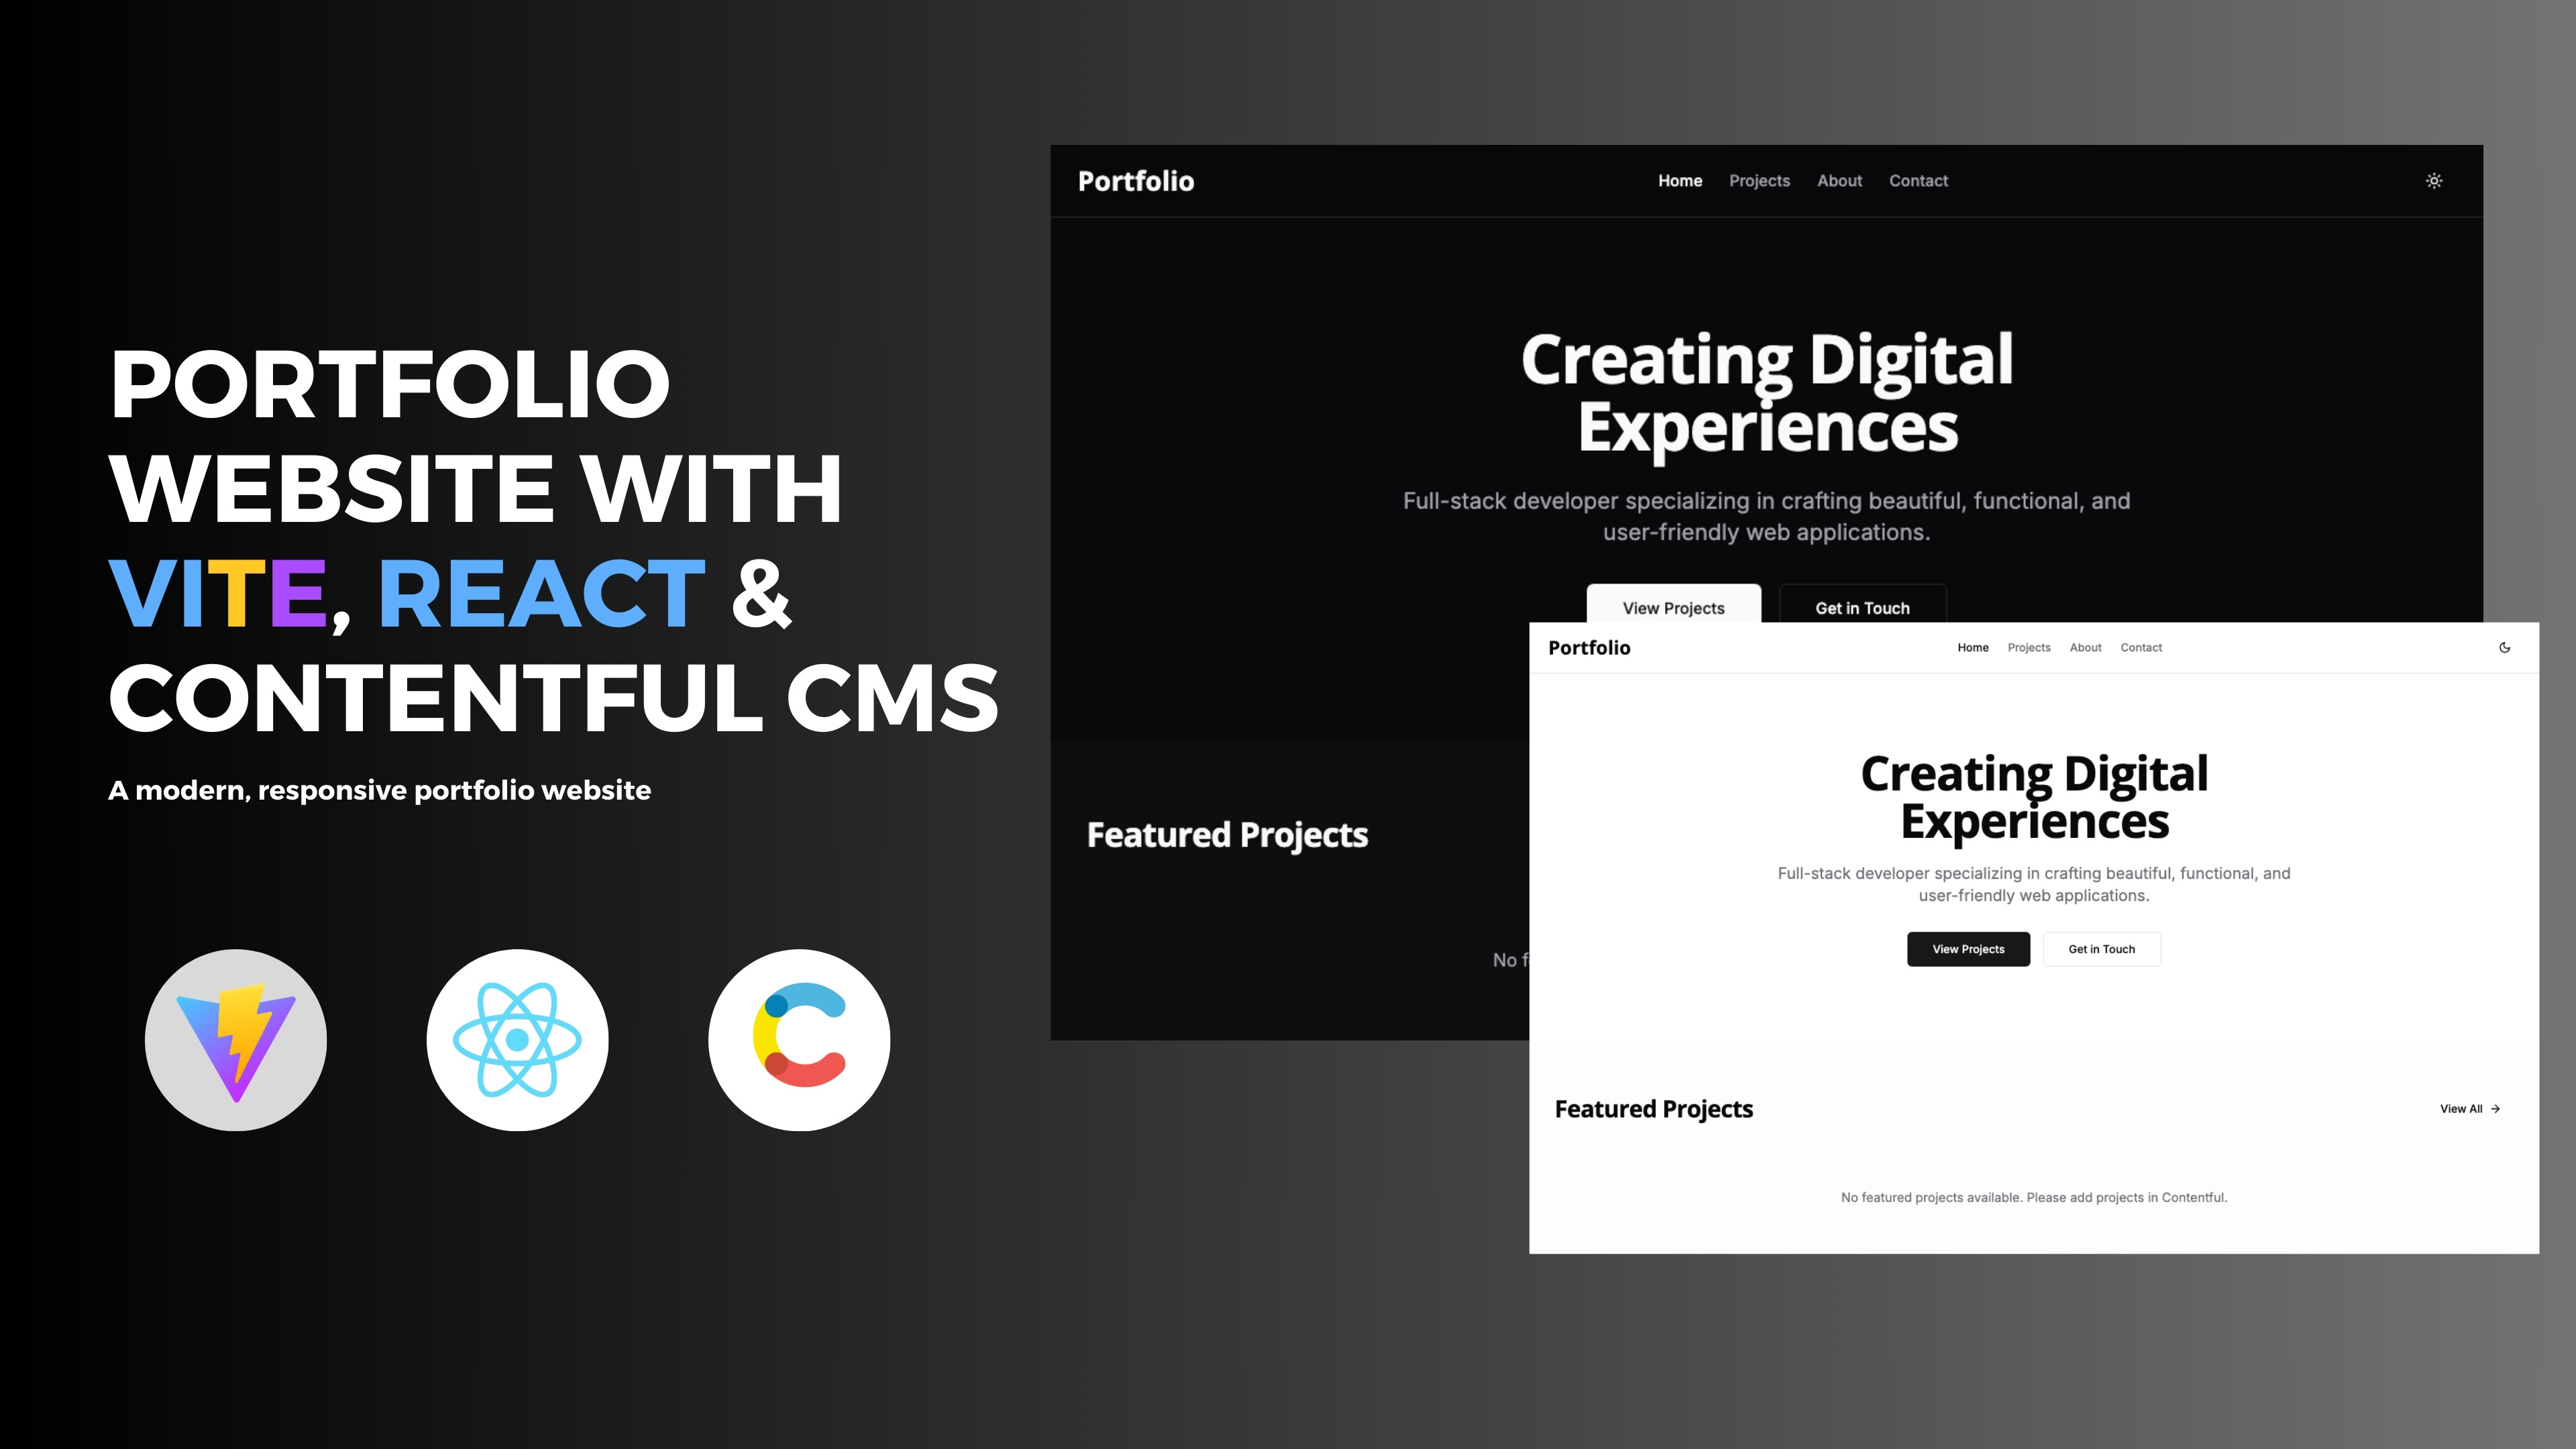 PORTFOLIO
WEBSITE WITH
VITE, REACT &
CONTENTFUL CMS
A modern, responsive portfolio website
Portfolio
Home Projects About Contact
Creating Digital
Experiences
Full-stack developer specializing in crafting beautiful, functional, and
user-friendly web applications.
View Projects Get in Touch
Featured Projects
No f
Portfolio
Home Projects About Contact
Creating Digital
Experiences
Full-stack developer specializing in crafting beautiful, functional, and
user-friendly web applications.
View Projects Get in Touch
Featured Projects
View All →
No featured projects available. Please add projects in Contentful.